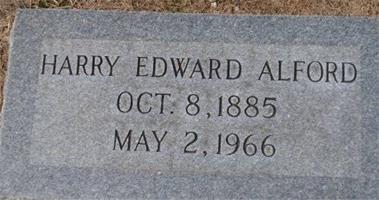 HARRY EDWARD ALFORD
OCT. 8, 1885
MAY 2, 1966